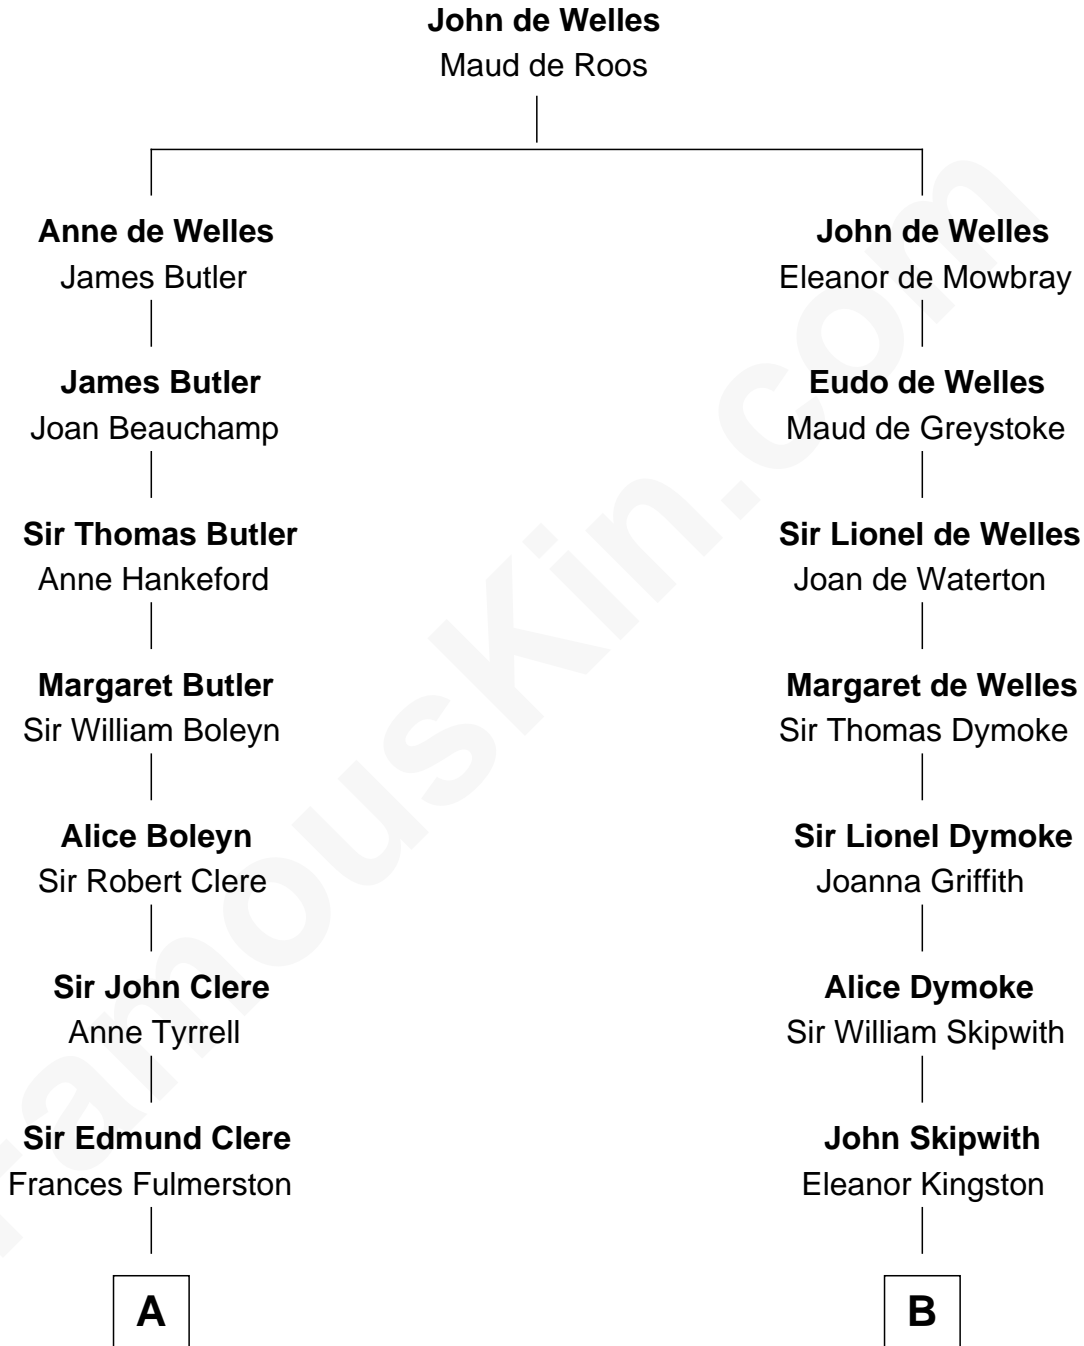 John de Welles
Maud de Roos
Anne de Welles
James Butler
John de Welles
Eleanor de Mowbray
James Butler
Joan Beauchamp
Eudo de Welles
Maud de Greystoke
Sir Thomas Butler
Anne Hankeford
Sir Lionel de Welles
Joan de Waterton
Margaret Butler
Sir William Boleyn
Margaret de Welles
Sir Thomas Dymoke
Alice Boleyn
Sir Robert Clere
Sir Lionel Dymoke
Joanna Griffith
Sir John Clere
Anne Tyrrell
Alice Dymoke
Sir William Skipwith
Sir Edmund Clere
Frances Fulmerston
John Skipwith
Eleanor Kingston
A
B
FamousKin.com